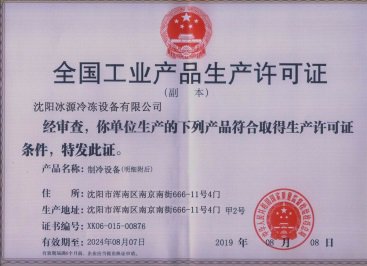 全国工业产品生产许可证
(副 本)
沈阳冰源冷冻设备有限公司
经审查，你单位生产的下列产品符合取得生产许可证
条件，特发此证。
产品名称: 制冷设备(明细附后)
住 所: 沈阳市浑南区南京南街666-11号4门
生产地址: 沈阳市浑南区南京南街666-11号4门 甲2号
证书编号: XK06-015-00876
有效期至: 2024年08月07日
2019 年 08 月 08 日